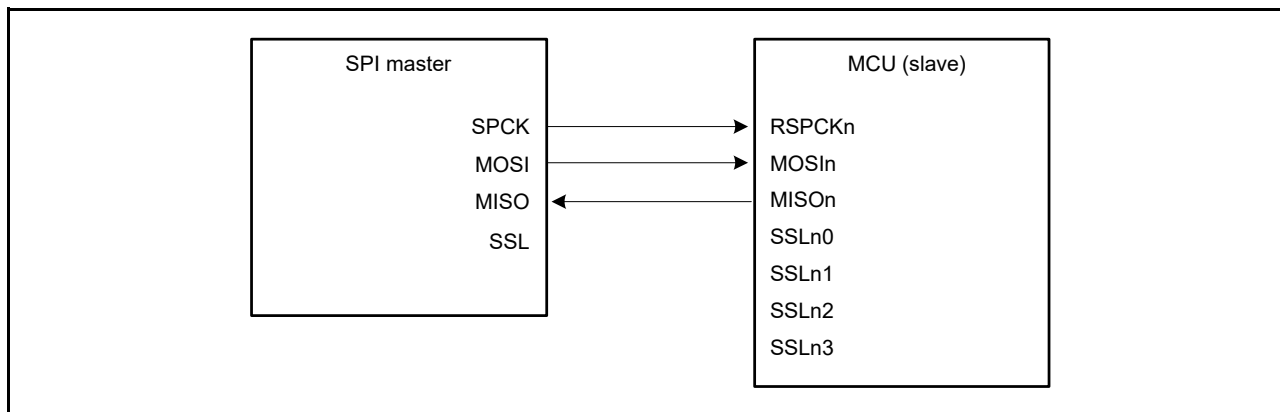 SPI master
SPCK
MOSI
MISO
SSL
MCU (slave)
RSPCKn
MOSIn
MISOn
SSLn0
SSLn1
SSLn2
SSLn3